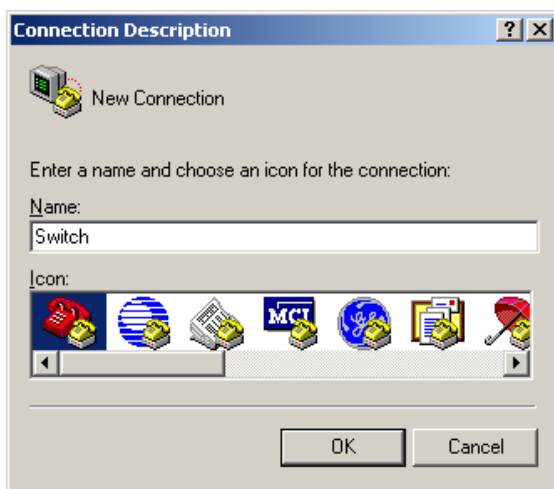 Connection Description
New Connection
Enter a name and choose an icon for the connection:
Name:
Switch
Icon:
MCI
OK Cancel